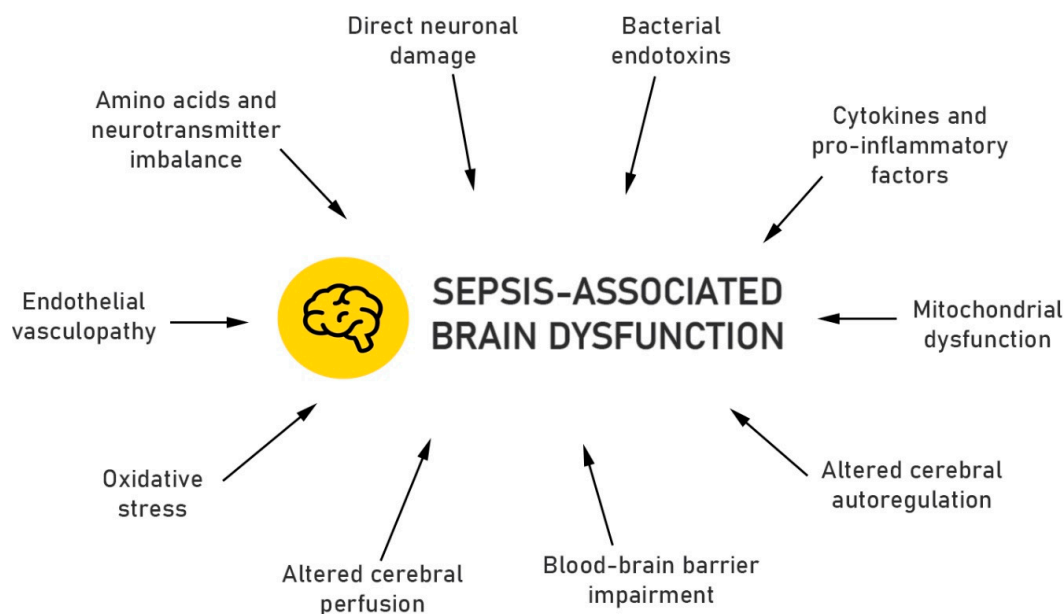 Direct neuronal
damage
Bacterial
endotoxins
Amino acids and
neurotransmitter
imbalance
Cytokines and
pro-inflammatory
factors
Endothelial
vasculopathy
SEPSIS-ASSOCIATED
BRAIN DYSFUNCTION
Mitochondrial
dysfunction
Oxidative
stress
Altered cerebral
autoregulation
Altered cerebral
perfusion
Blood-brain barrier
impairment